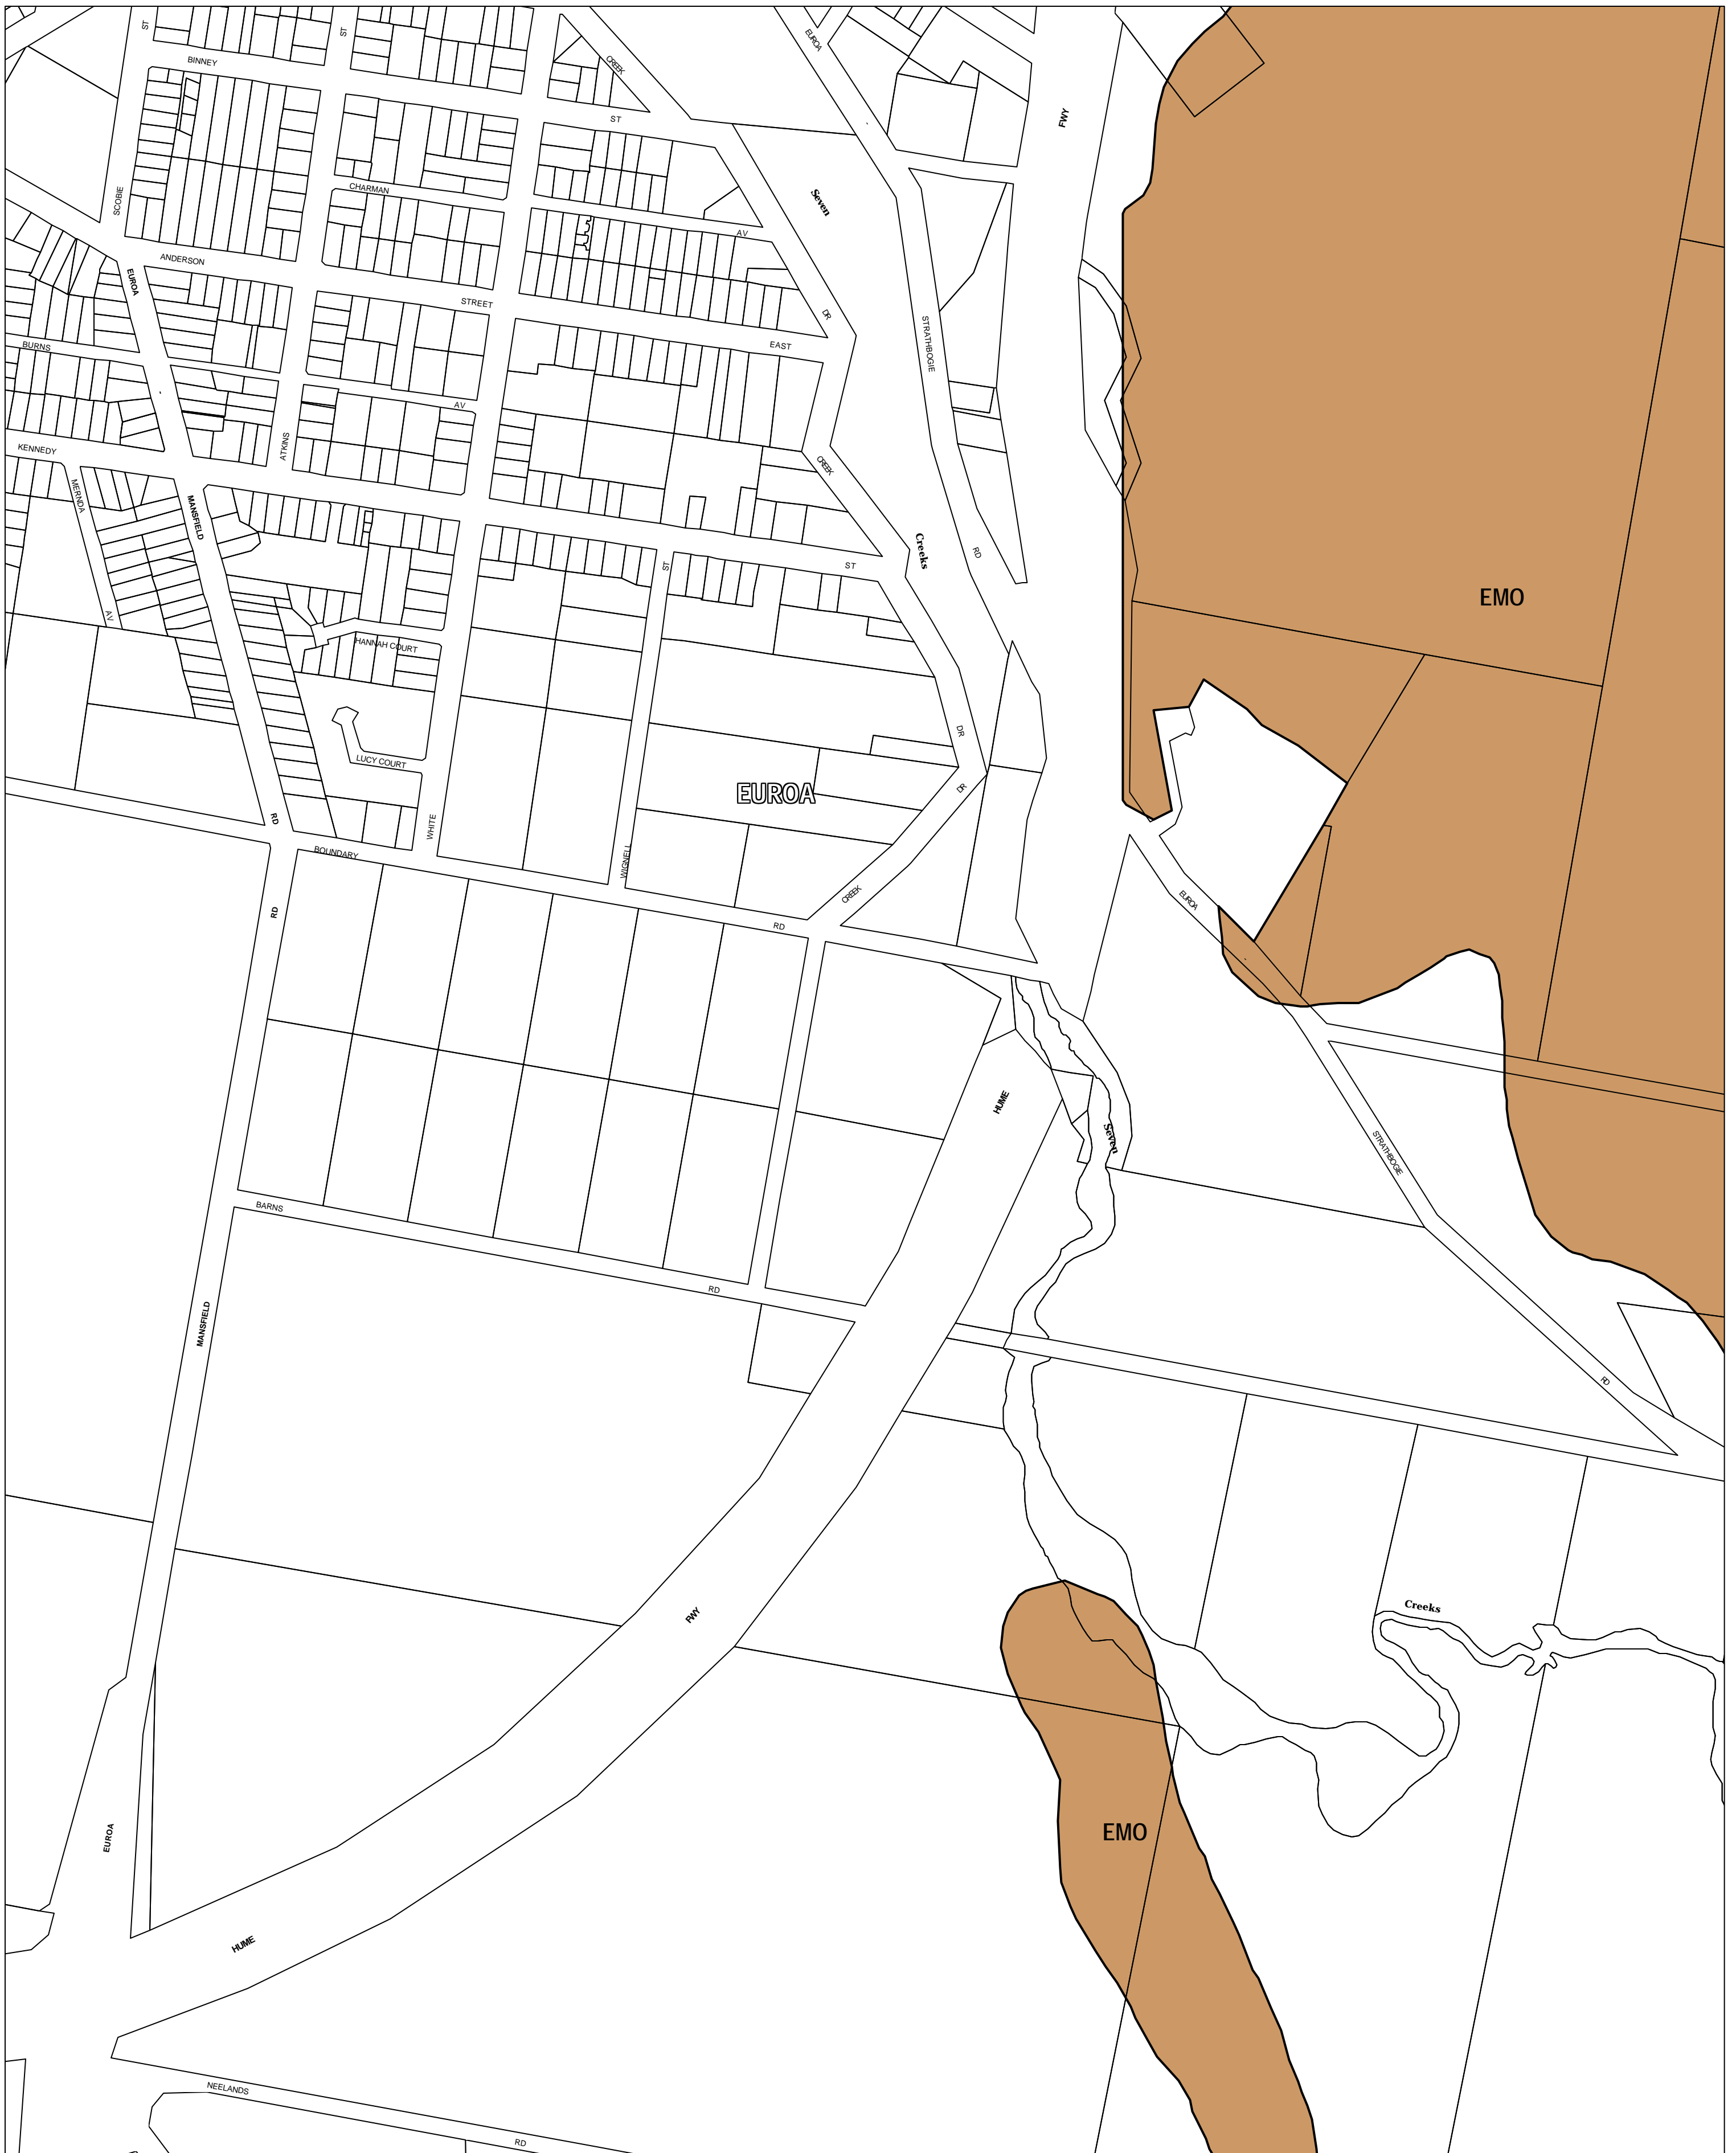 ST
ST
EUROA
BINNEY
CREEK
ST
FWY
CHARMAN
SCOBIE
Seven
AV
ANDERSON
EUROA
STREET
DR
STRATHBOGIE
EAST
BURNS
AV
ATKINS
KENNEDY
CREEK
MERNDA
MANSFIELD
Creeks
RD
ST
ST
EMO
AV
HANNAH COURT
DR
LUCY COURT
EUROA
DR
RD
WHITE
BOUNDARY
WIGNELL
CREEK
EUROA
RD
RD
HUME
Seven
STRATHBOGIE
BARNS
RD
MANSFIELD
RD
Creeks
FWY
EMO
EUROA
HUME
NEELANDS
RD